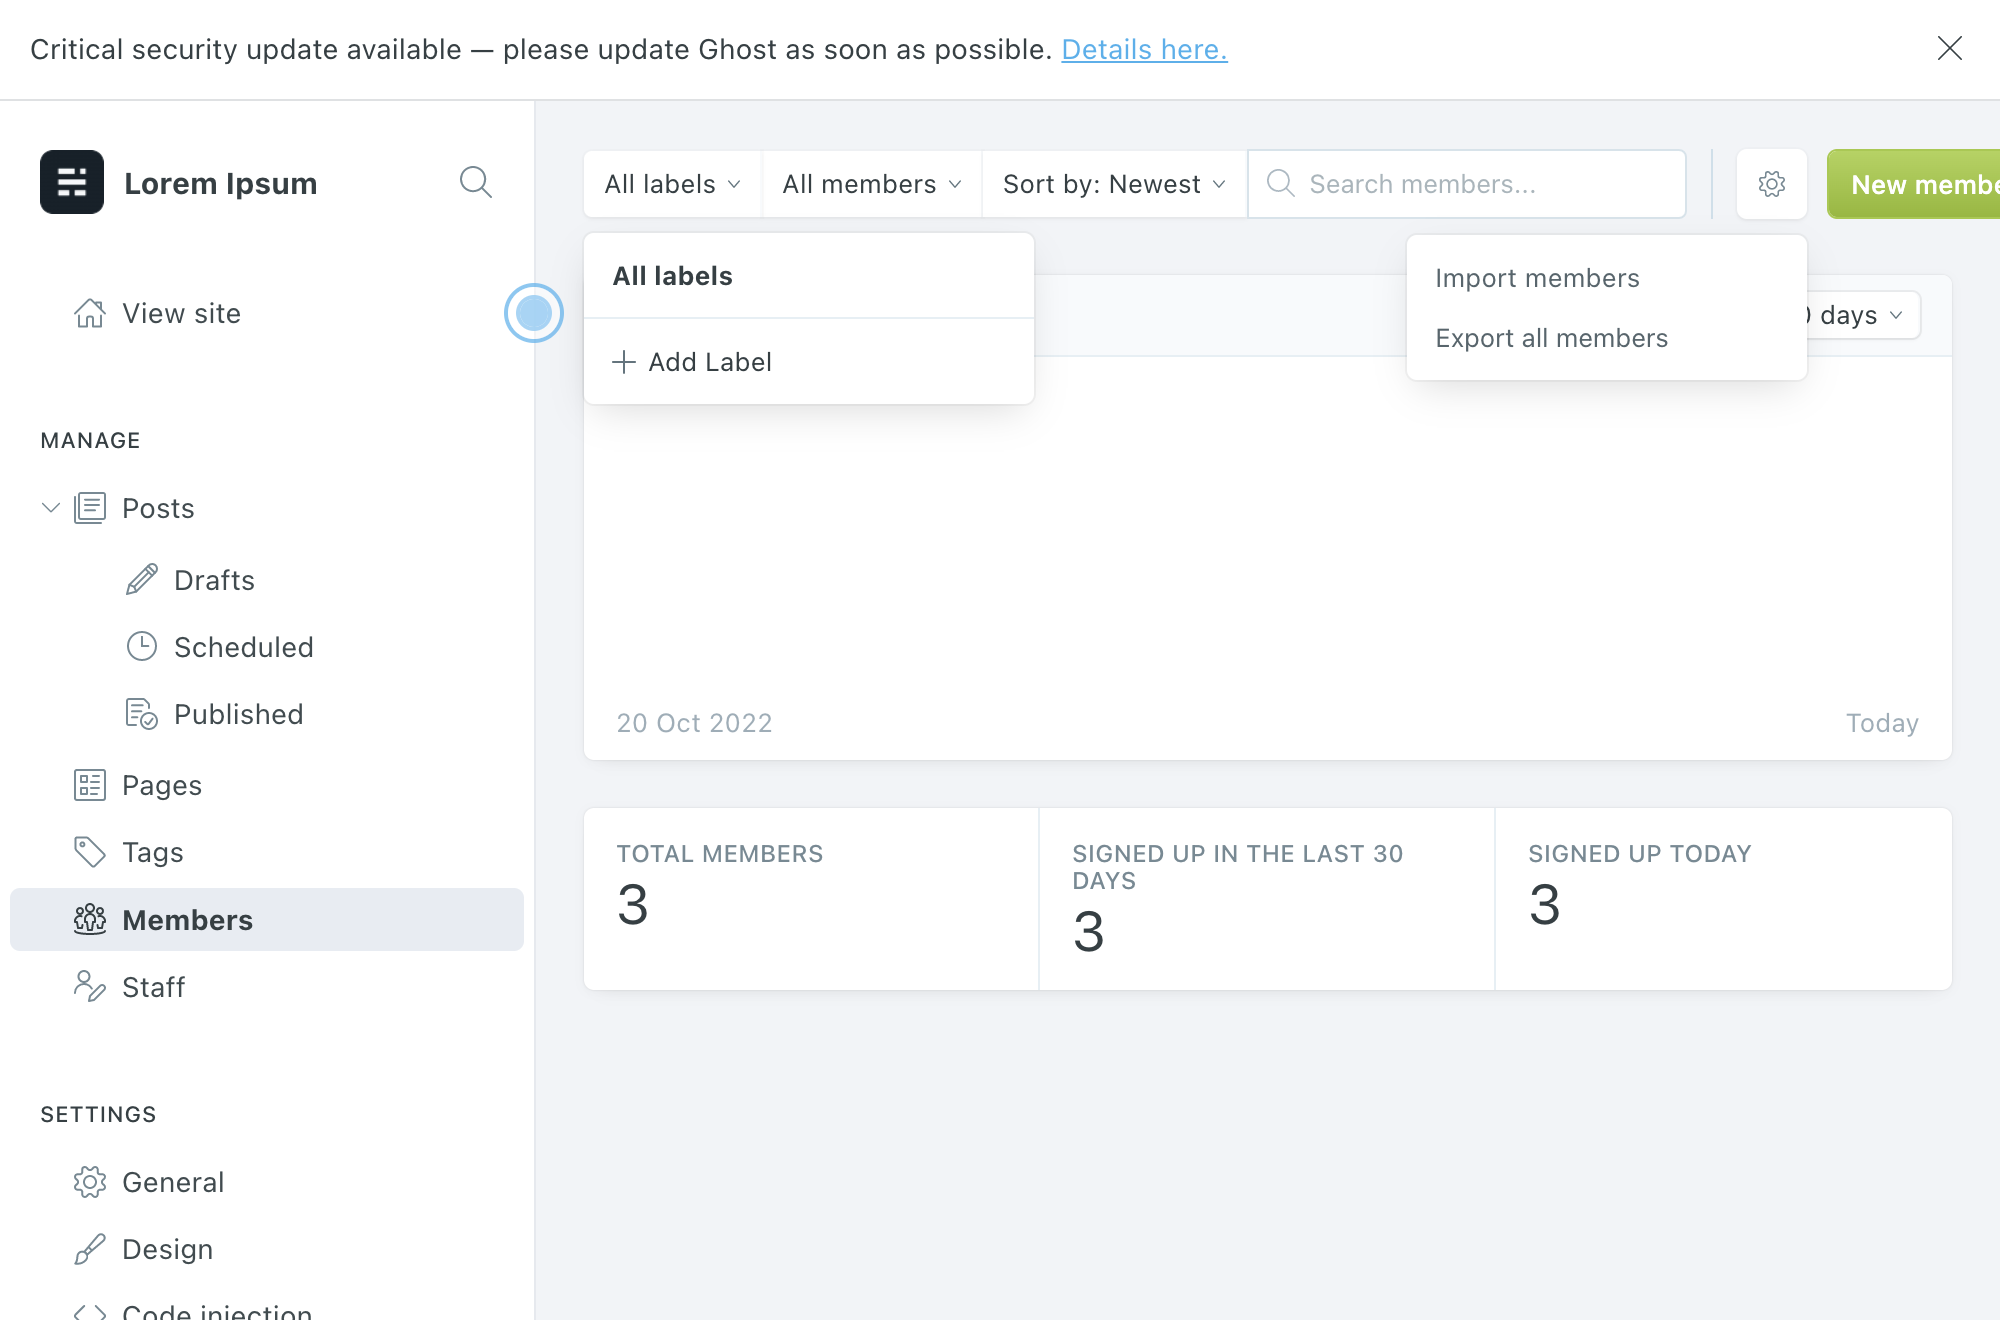 Critical security update available — please update Ghost as soon as possible. Details here.
Lorem Ipsum
View site
MANAGE
Posts
Drafts
Scheduled
Published
Pages
Tags
Members
Staff
SETTINGS
General
Design
Code injection
All labels
All members
Sort by: Newest
Search members...
New
All labels
Add Label
Import members
Export all members
days
20 Oct 2022
Today
TOTAL MEMBERS
3
SIGNED UP IN THE LAST 30
DAYS
3
SIGNED UP TODAY
3